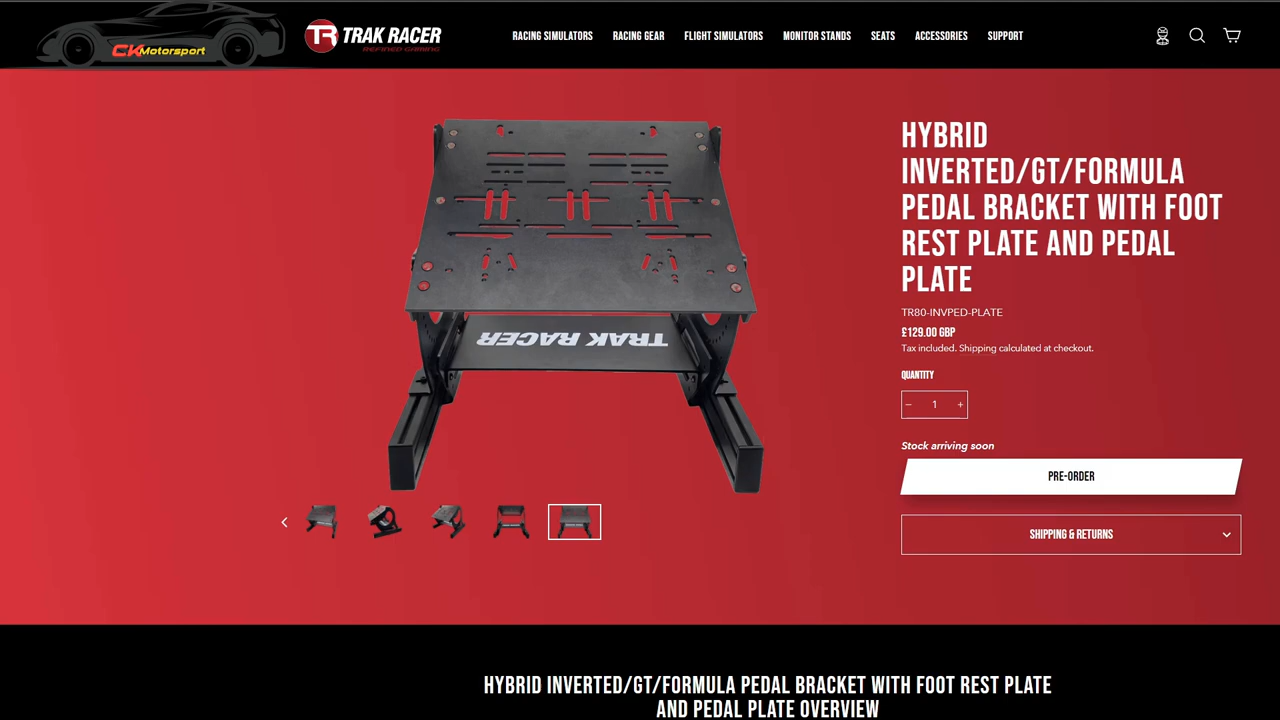 CKMotorsport
TR TRAK RACER
REFINED GAMING
RACING SIMULATORS RACING GEAR FLIGHT SIMULATORS MONITOR STANDS SEATS ACCESSORIES SUPPORT
HYBRID
INVERTED/GT/FORMULA
PEDAL BRACKET WITH FOOT
REST PLATE AND PEDAL
PLATE
TR80-INVPED-PLATE
£129.00 GBP
Tax included. Shipping calculated at checkout.
QUANTITY
− 1 +
Stock arriving soon
PRE-ORDER
SHIPPING & RETURNS
TRAK RACER
HYBRID INVERTED/GT/FORMULA PEDAL BRACKET WITH FOOT REST PLATE
AND PEDAL PLATE OVERVIEW